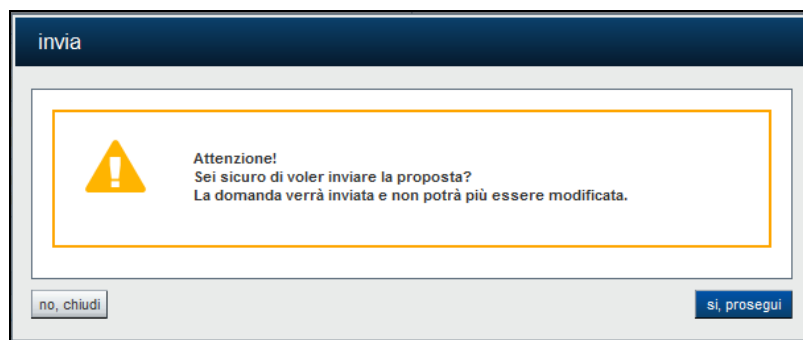 invia
Attenzione!
Sei sicuro di voler inviare la proposta?
La domanda verrà inviata e non potrà più essere modificata.
no, chiudi
si, prosegui